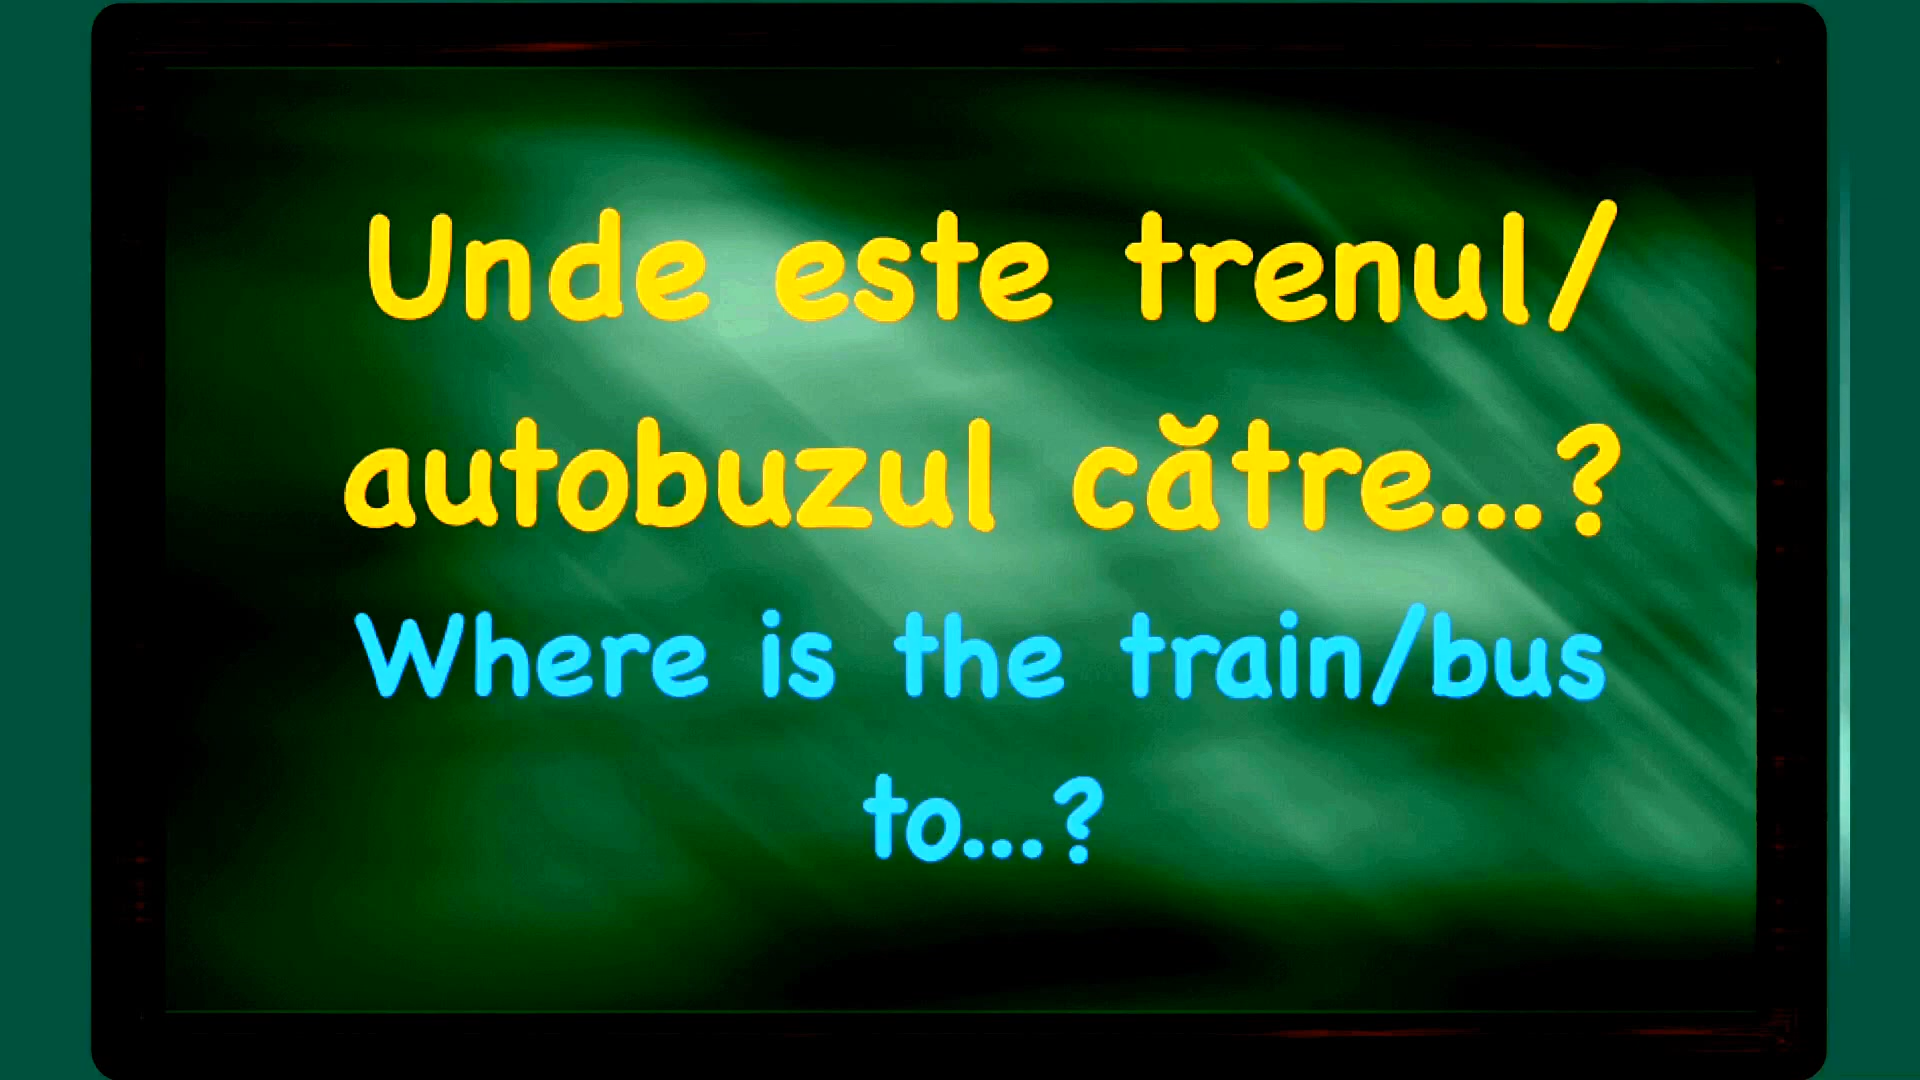 Unde este trenul/
autobuzul către...?
Where is the train/bus
to...?